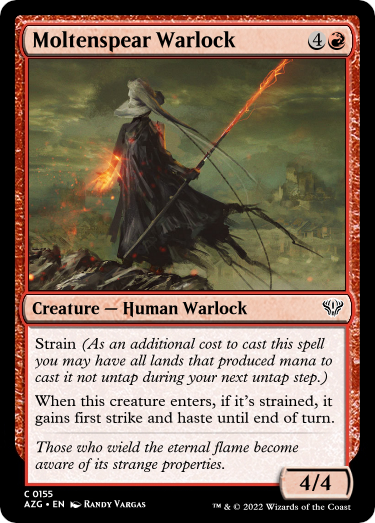 Moltenspear Warlock 4
Creature — Human Warlock
Strain (As an additional cost to cast this spell
you may have all lands that produced mana to
cast it not untap during your next untap step.)
When this creature enters, if it's strained, it
gains first strike and haste until end of turn.
Those who wield the eternal flame become
aware of its strange properties.
4/4
C 0155
AZG • EN Randy Vargas
™ & © 2022 Wizards of the Coast